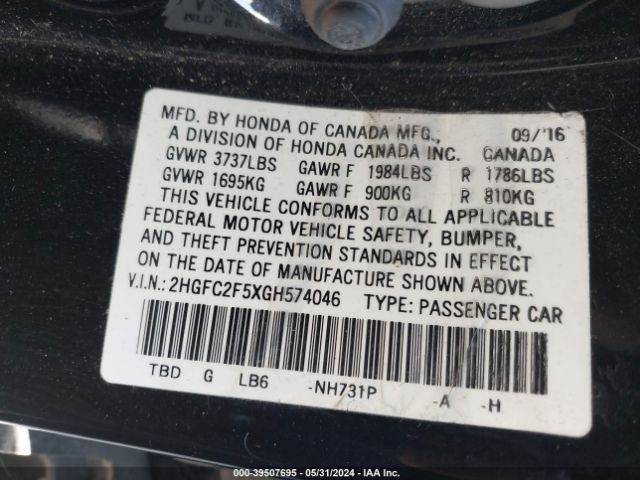 MFD. BY HONDA OF CANADA MFG., 09/'16
A DIVISION OF HONDA CANADA INC. CANADA
GVWR 3737LBS GAWR F 1984LBS R 1786LBS
GVWR 1695KG GAWR F 900KG R 810KG
THIS VEHICLE CONFORMS TO ALL APPLICABLE
FEDERAL MOTOR VEHICLE SAFETY, BUMPER,
AND THEFT PREVENTION STANDARDS IN EFFECT
ON THE DATE OF MANUFACTURE SHOWN ABOVE.
V.I.N.: 2HGFC2F5XGH574046 TYPE: PASSENGER CAR
TBD G LB6 -NH731P -A -H
000-39507695 - 05/31/2024 - IAA Inc.